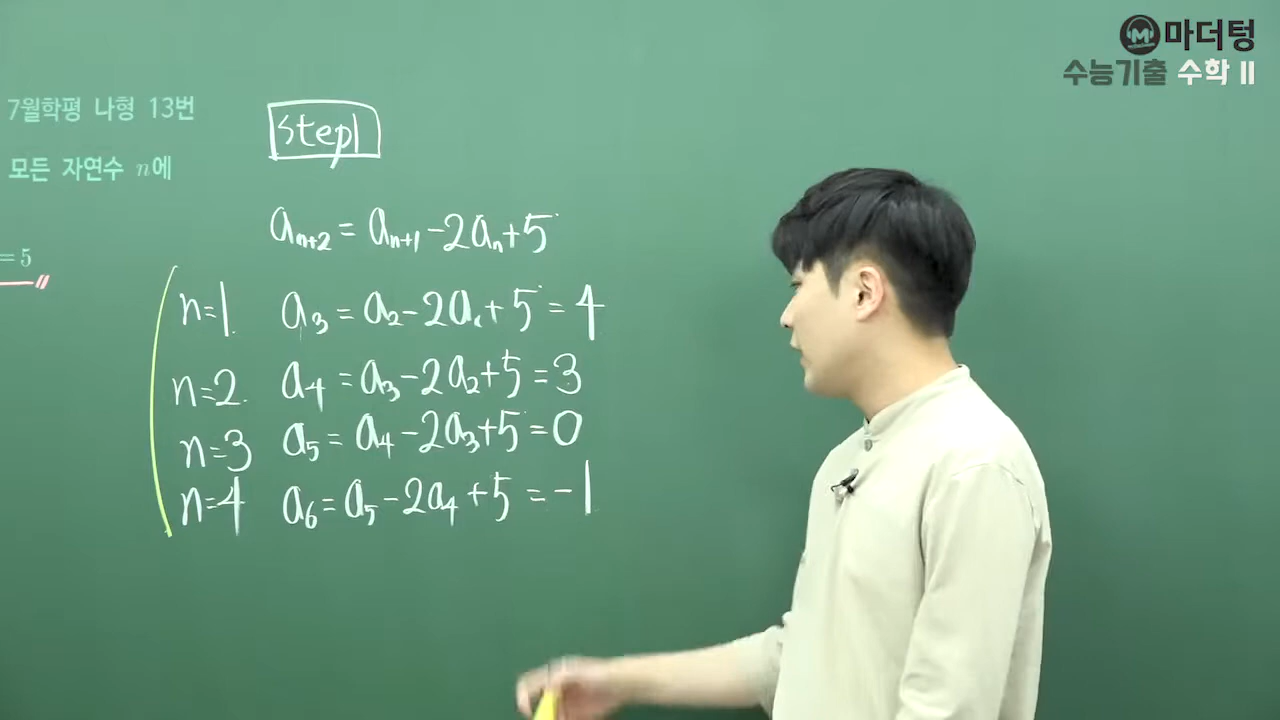 마더텅
수능기출 수학 II
7월학평 나형 13번
모든 자연수 n에
= 5
step1
aₙ₊₂ = aₙ₊₁ - 2aₙ + 5
n=1. a₃ = a₂ - 2a₁ + 5 = 4
n=2. a₄ = a₃ - 2a₂ + 5 = 3
n=3 a₅ = a₄ - 2a₃ + 5 = 0
n=4 a₆ = a₅ - 2a₄ + 5 = -1